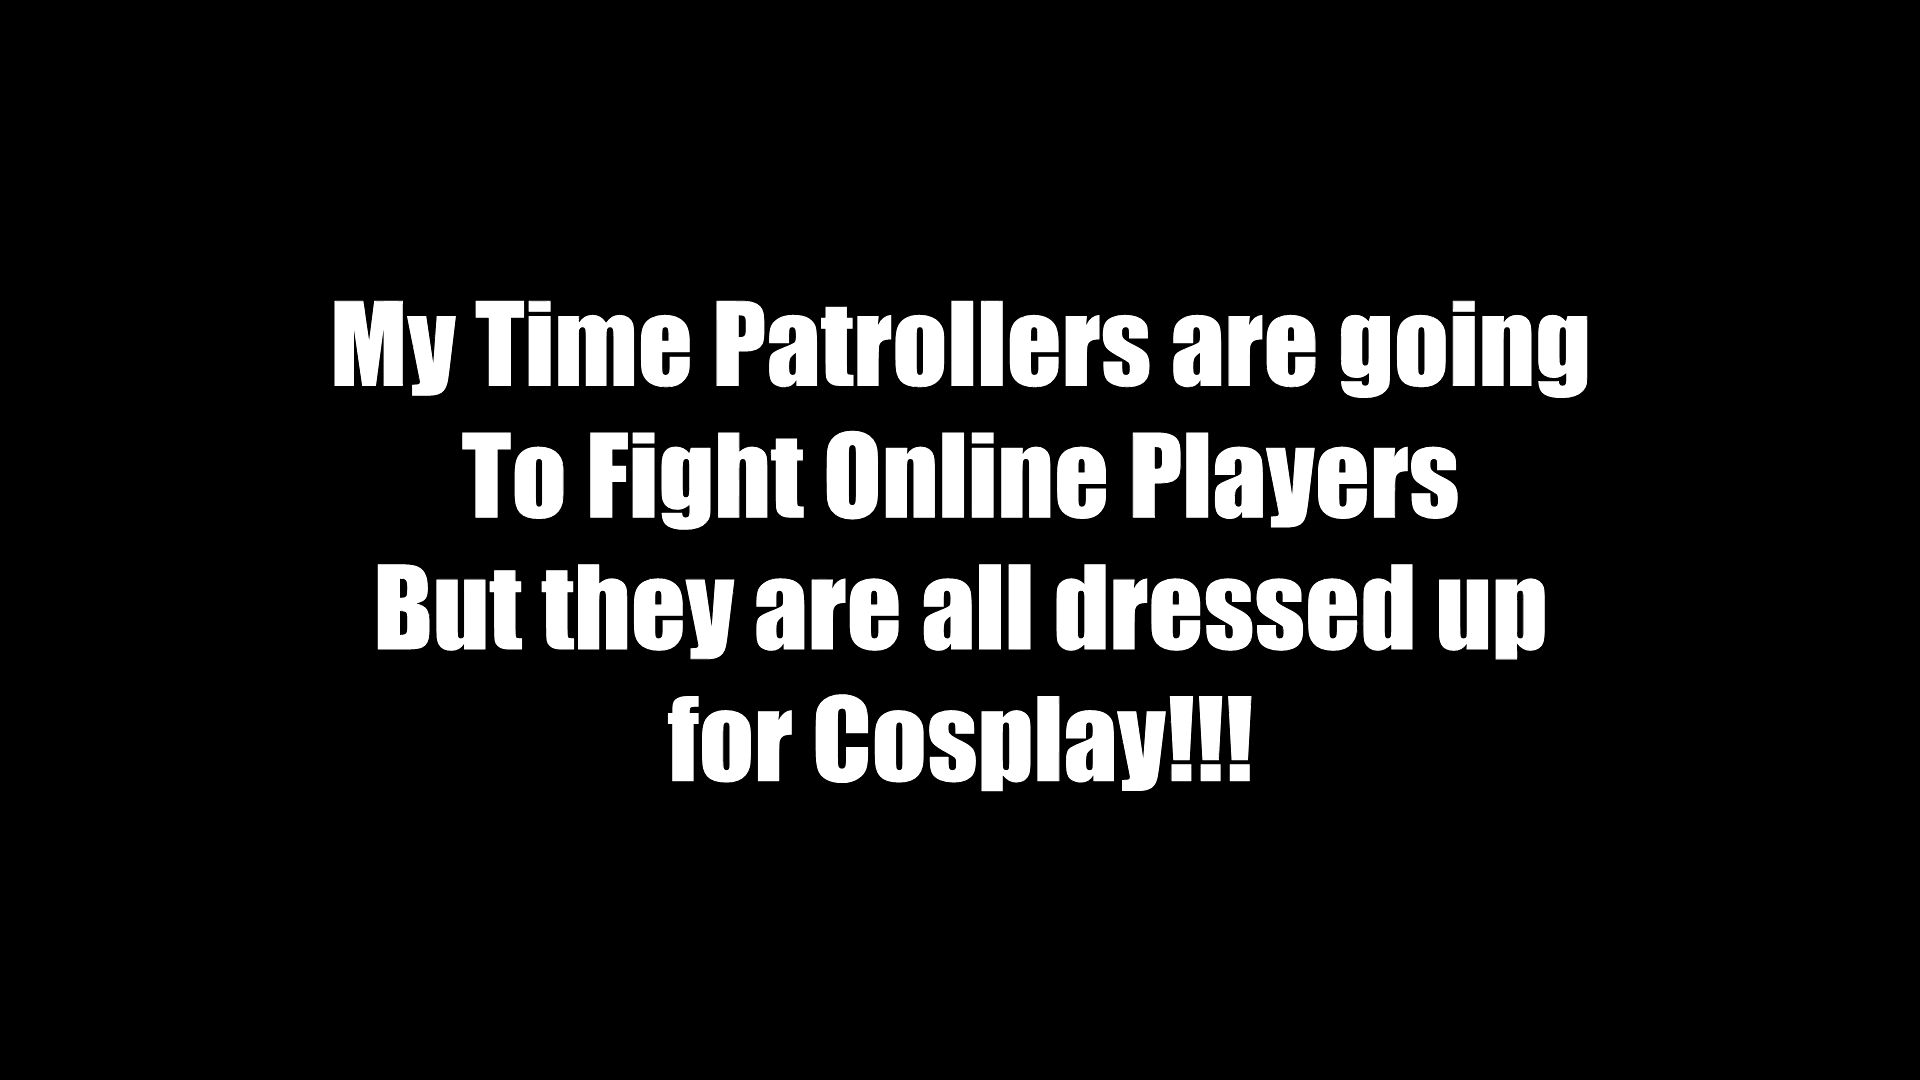 My Time Patrollers are going
To Fight Online Players
But they are all dressed up
for Cosplay!!!